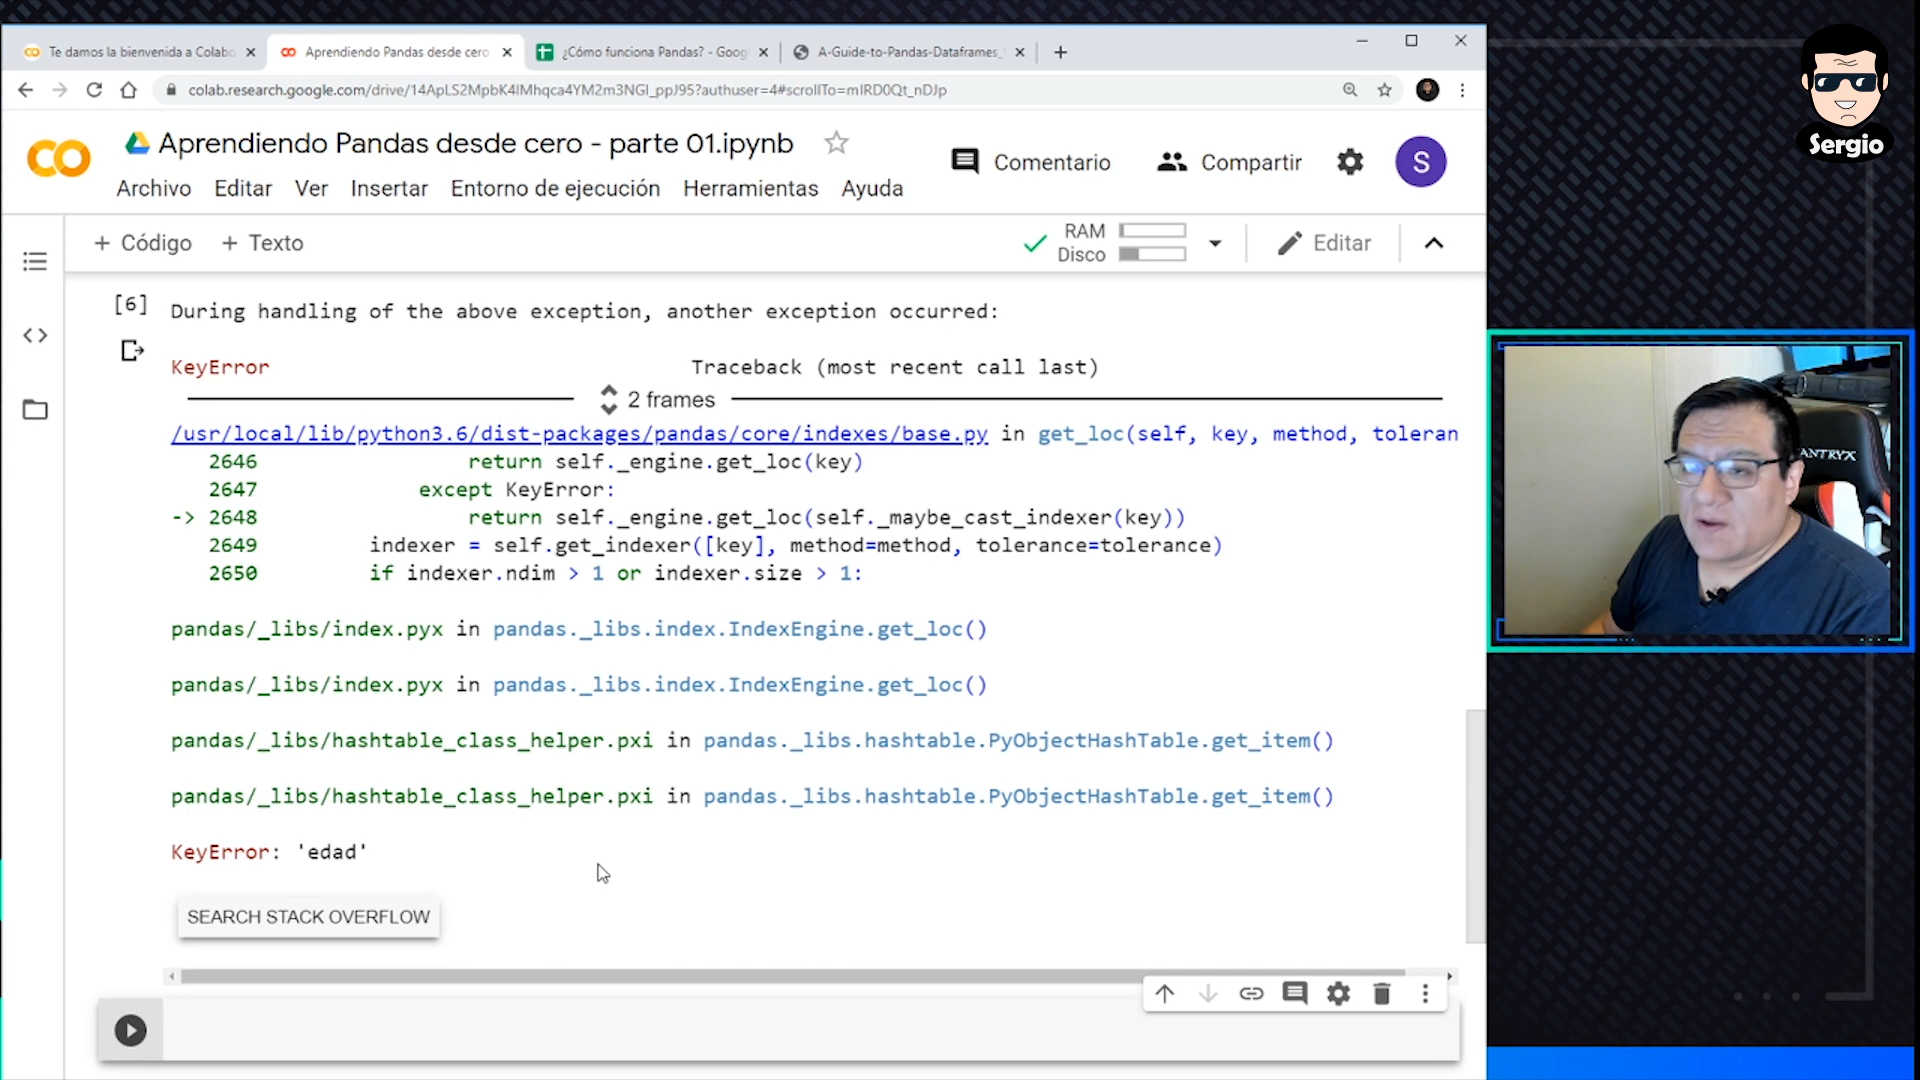 Te damos la bienvenida a Colabo
Aprendiendo Pandas desde cero
¿Cómo funciona Pandas? - Goog
A-Guide-to-Pandas-Dataframes_
colab.research.google.com/drive/14ApLS2MpbK4lMhqca4YM2m3NGl_ppJ95?authuser=4#scrollTo=mIRD0Qt_nDJp
Sergio
CO
Aprendiendo Pandas desde cero - parte 01.ipynb
Comentario
Compartir
S
Archivo Editar Ver Insertar Entorno de ejecución Herramientas Ayuda
+ Código + Texto
RAM
Disco
Editar
[6] During handling of the above exception, another exception occurred:
KeyError Traceback (most recent call last)
2 frames
/usr/local/lib/python3.6/dist-packages/pandas/core/indexes/base.py in get_loc(self, key, method, toleran
2646 return self._engine.get_loc(key)
2647 except KeyError:
-> 2648 return self._engine.get_loc(self._maybe_cast_indexer(key))
2649 indexer = self.get_indexer([key], method=method, tolerance=tolerance)
2650 if indexer.ndim > 1 or indexer.size > 1:
pandas/_libs/index.pyx in pandas._libs.index.IndexEngine.get_loc()
pandas/_libs/index.pyx in pandas._libs.index.IndexEngine.get_loc()
pandas/_libs/hashtable_class_helper.pxi in pandas._libs.hashtable.PyObjectHashTable.get_item()
pandas/_libs/hashtable_class_helper.pxi in pandas._libs.hashtable.PyObjectHashTable.get_item()
KeyError: 'edad'
SEARCH STACK OVERFLOW
ANTRYX